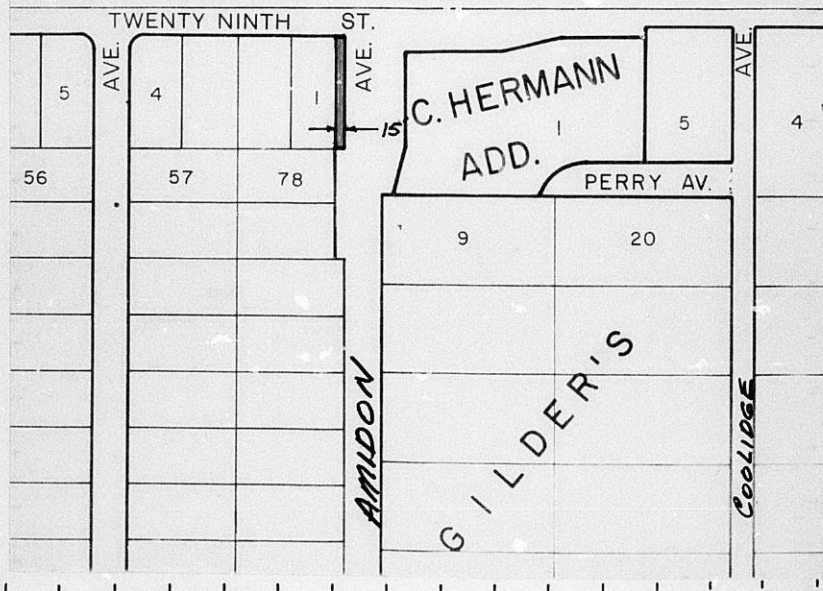 TWENTY NINTH ST.
AVE.
AVE.
AVE.
5
4
1
15'
C. HERMANN
ADD.
1
5
4
56
57
78
PERRY AV.
9
20
AMIDON
GILDER'S
COOLIDGE